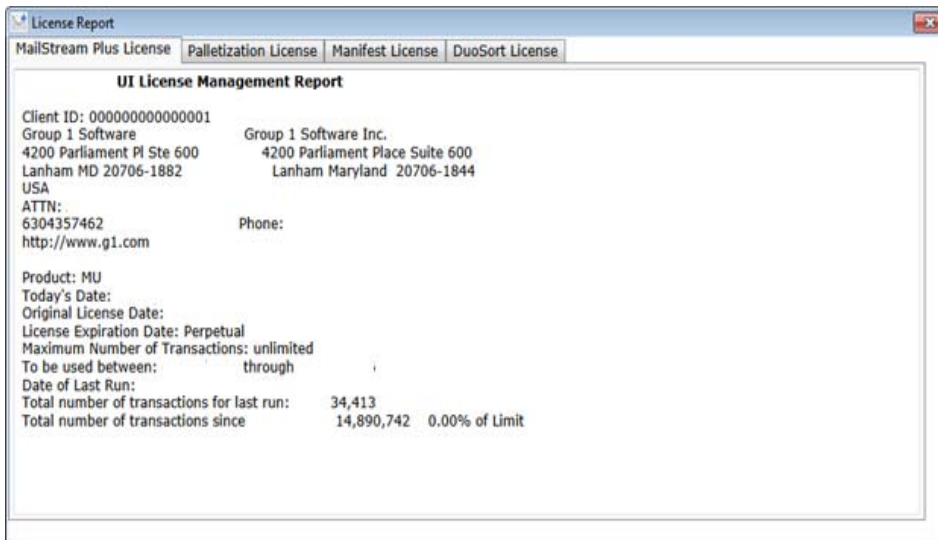 License Report
MailStream Plus License Palletization License Manifest License DuoSort License
UI License Management Report
Client ID: 000000000000001
Group 1 Software Group 1 Software Inc.
4200 Parliament Pl Ste 600 4200 Parliament Place Suite 600
Lanham MD 20706-1882 Lanham Maryland 20706-1844
USA
ATTN:
6304357462 Phone:
http://www.g1.com
Product: MU
Today's Date:
Original License Date:
License Expiration Date: Perpetual
Maximum Number of Transactions: unlimited
To be used between: through
Date of Last Run:
Total number of transactions for last run: 34,413
Total number of transactions since 14,890,742 0.00% of Limit